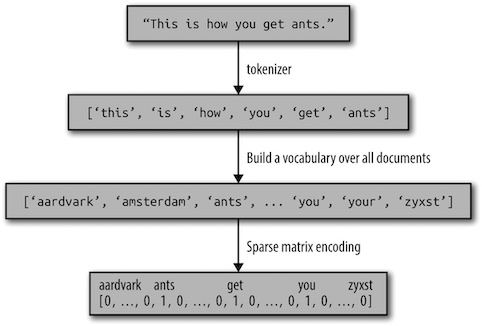 “This is how you get ants.”
tokenizer
[‘this’, ‘is’, ‘how’, ‘you’, ‘get’, ‘ants’]
Build a vocabulary over all documents
[‘aardvark’, ‘amsterdam’, ‘ants’, ... ‘you’, ‘your’, ‘zyxst’]
Sparse matrix encoding
aardvark ants get you zyxst
[0, …, 0, 1, 0, …, 0, 1, 0, …, 0, 1, 0, …, 0]